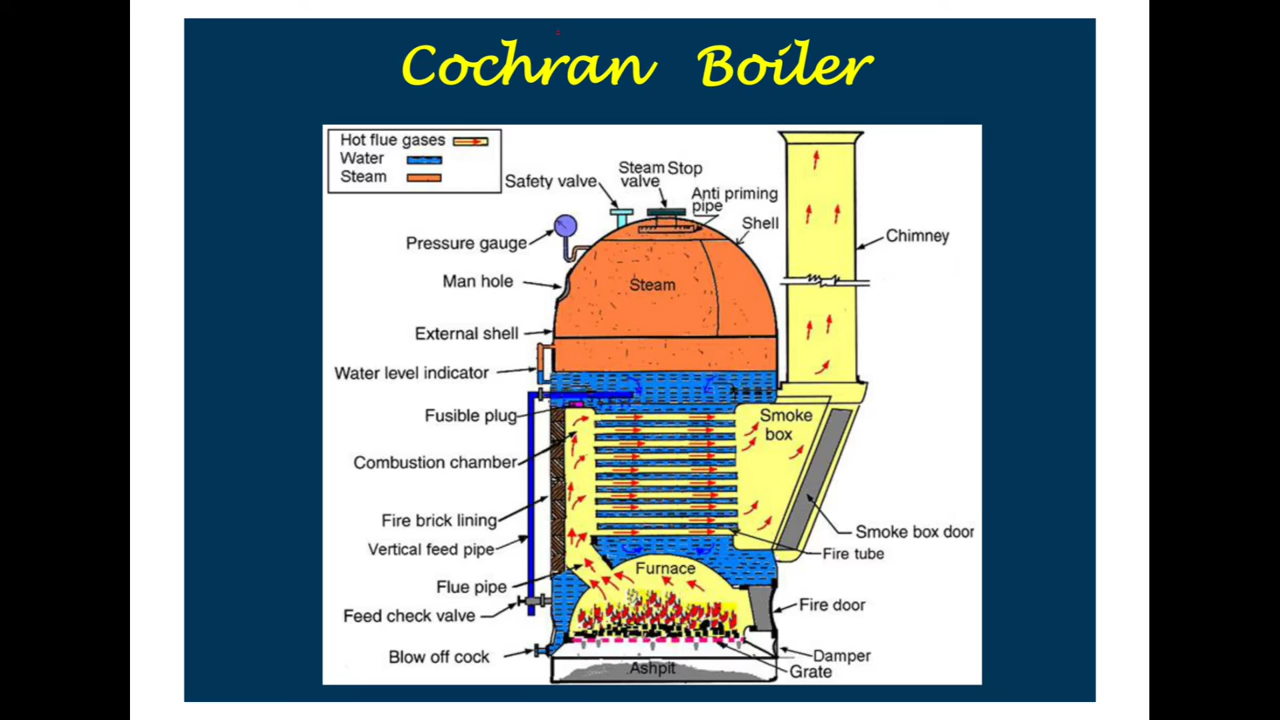 Cochran Boiler
Hot flue gases
Water
Steam
Safety valve
Steam Stop
valve
Anti priming
pipe
Shell
Pressure gauge
Chimney
Man hole
Steam
External shell
Water level indicator
Fusible plug
Smoke
box
Combustion chamber
Fire brick lining
Smoke box door
Vertical feed pipe
Fire tube
Furnace
Flue pipe
Fire door
Feed check valve
Blow off cock
Damper
Ashpit
Grate